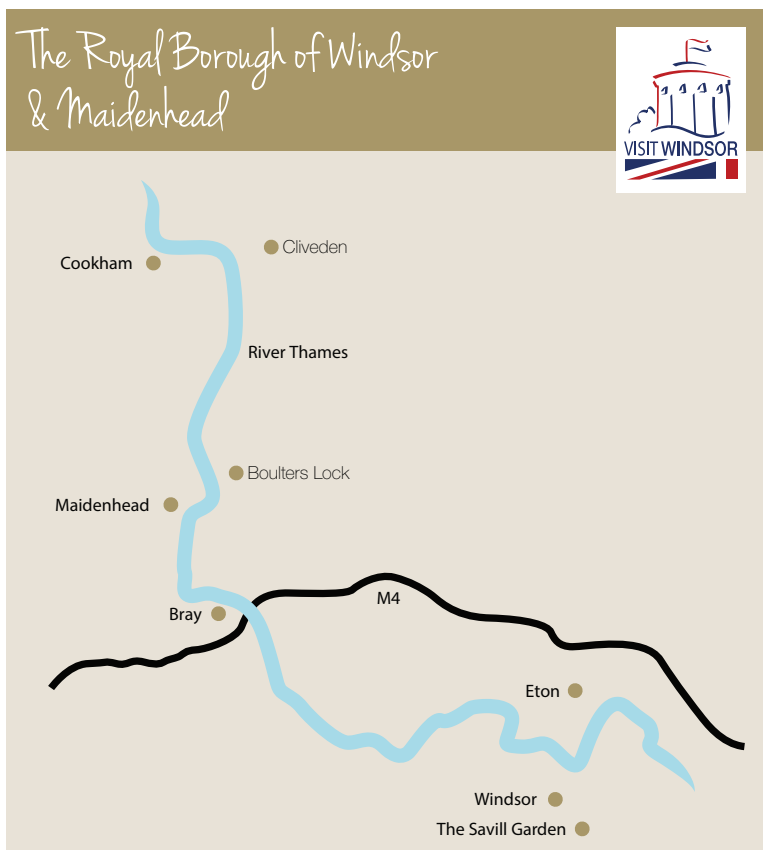 The Royal Borough of Windsor
& Maidenhead
VISIT WINDSOR
Cliveden
Cookham
River Thames
Boulters Lock
Maidenhead
M4
Bray
Eton
Windsor
The Savill Garden